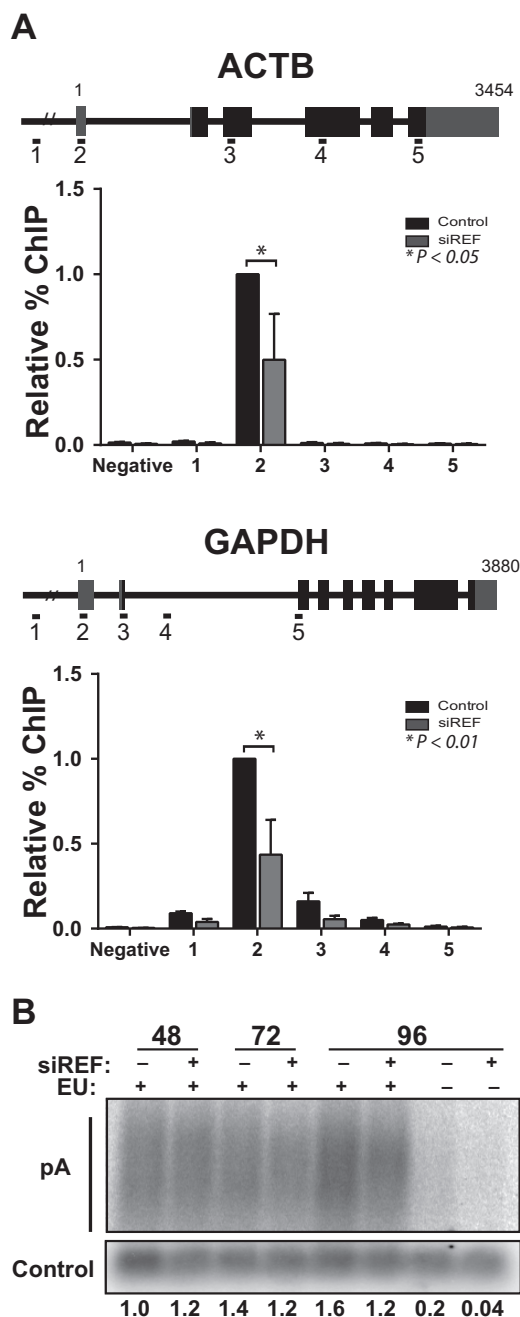 A
ACTB
1 3454
//
1 2 3 4 5
Relative % ChIP
1.5
1.0
0.5
0.0
Control
siREF
* P < 0.05
*
Negative 1 2 3 4 5
GAPDH
1 3880
//
1 2 3 4 5
Relative % ChIP
1.5
1.0
0.5
0.0
Control
siREF
* P < 0.01
*
Negative 1 2 3 4 5
B
48 72 96
siREF: – + – + – + – +
EU: + + + + + + – –
pA
Control
1.0 1.2 1.4 1.2 1.6 1.2 0.2 0.04